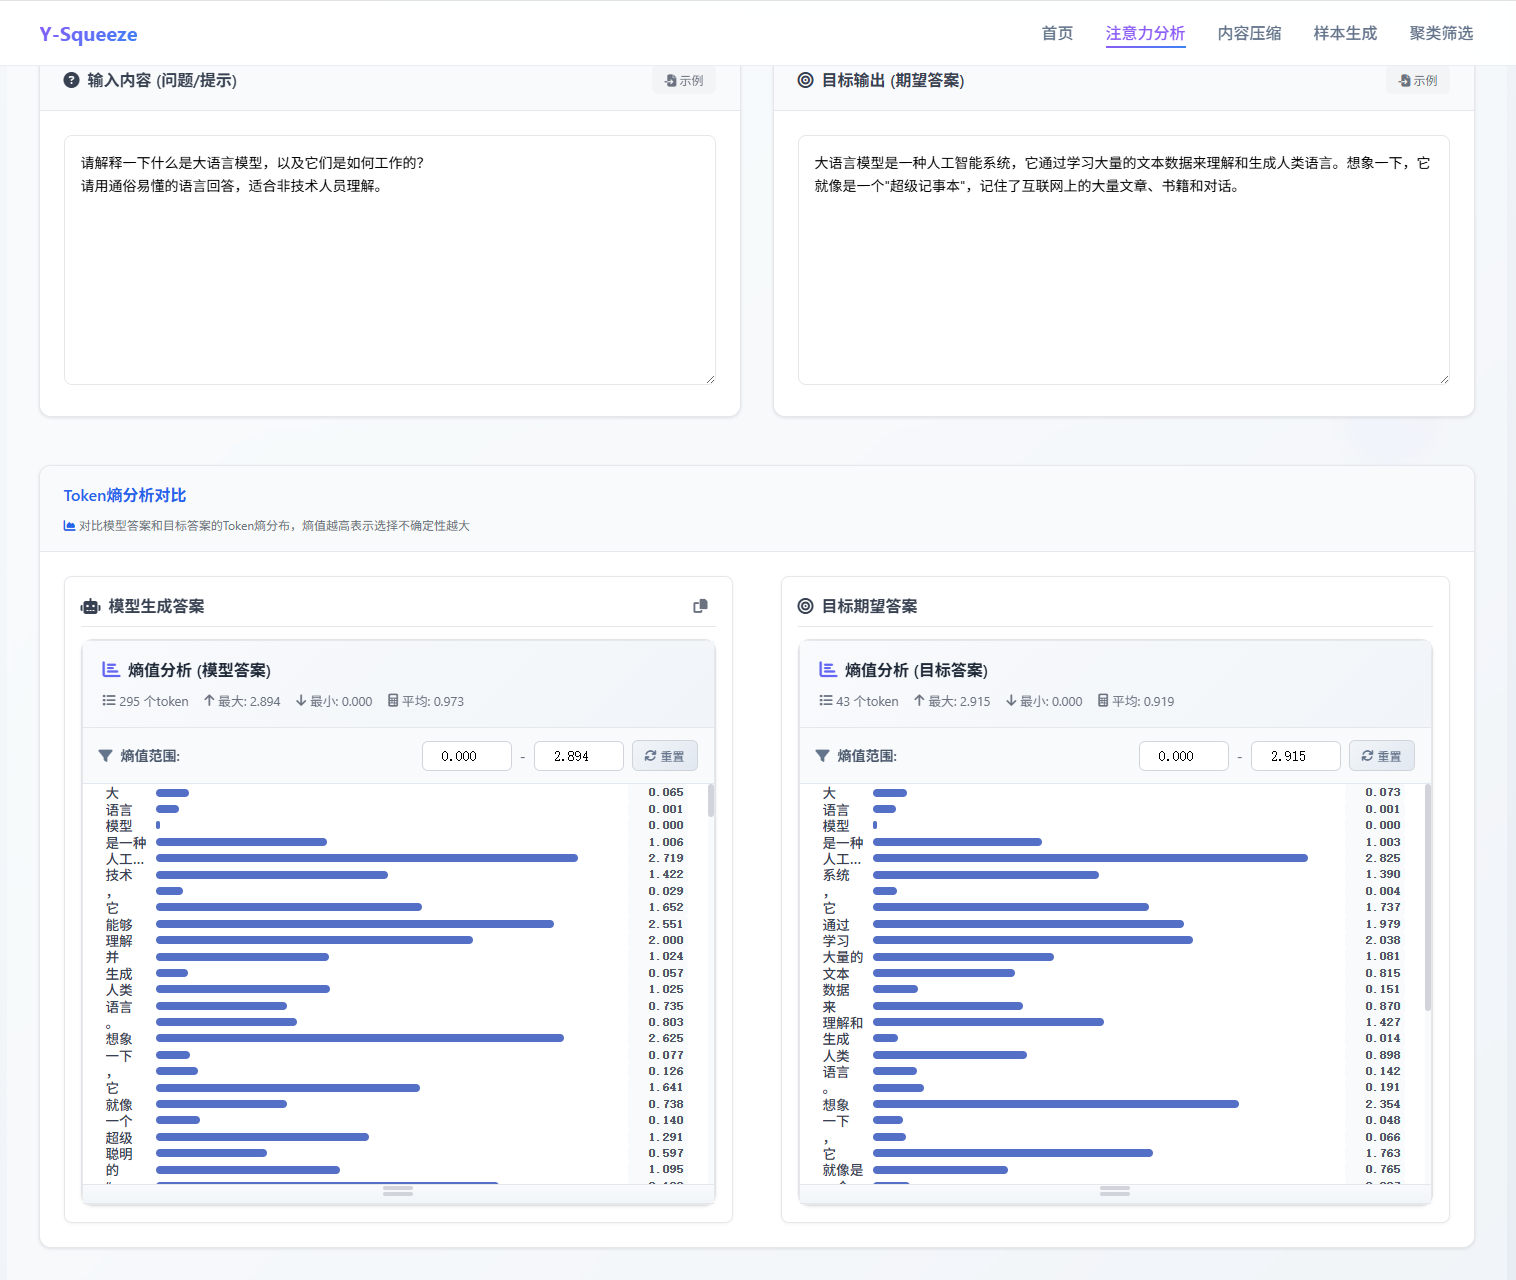 Y-Squeeze
首页 注意力分析 内容压缩 样本生成 聚类筛选
输入内容 (问题/提示) 示例
请解释一下什么是大语言模型，以及它们是如何工作的?
请用通俗易懂的语言回答，适合非技术人员理解。
目标输出 (期望答案) 示例
大语言模型是一种人工智能系统，它通过学习大量的文本数据来理解和生成人类语言。想象一下，它
就像是一个"超级记事本"，记住了互联网上的大量文章、书籍和对话。
Token熵分析对比
对比模型答案和目标答案的Token熵分布，熵值越高表示选择不确定性越大
模型生成答案
熵值分析 (模型答案)
295 个token 最大: 2.894 最小: 0.000 平均: 0.973
熵值范围: 0.000 - 2.894 重置
大 0.065
语言 0.001
模型 0.000
是一种 1.006
人工... 2.719
技术 1.422
， 0.029
它 1.652
能够 2.551
理解 2.000
并 1.024
生成 0.057
人类 1.025
语言 0.735
。 0.803
想象 2.625
一下 0.077
， 0.126
它 1.641
就像 0.738
一个 0.140
超级 1.291
聪明 0.597
的 1.095
目标期望答案
熵值分析 (目标答案)
43 个token 最大: 2.915 最小: 0.000 平均: 0.919
熵值范围: 0.000 - 2.915 重置
大 0.073
语言 0.001
模型 0.000
是一种 1.003
人工... 2.825
系统 1.390
， 0.004
它 1.737
通过 1.979
学习 2.038
大量的 1.081
文本 0.815
数据 0.151
来 0.870
理解和 1.427
生成 0.014
人类 0.898
语言 0.142
。 0.191
想象 2.354
一下 0.048
， 0.066
它 1.763
就像是 0.765